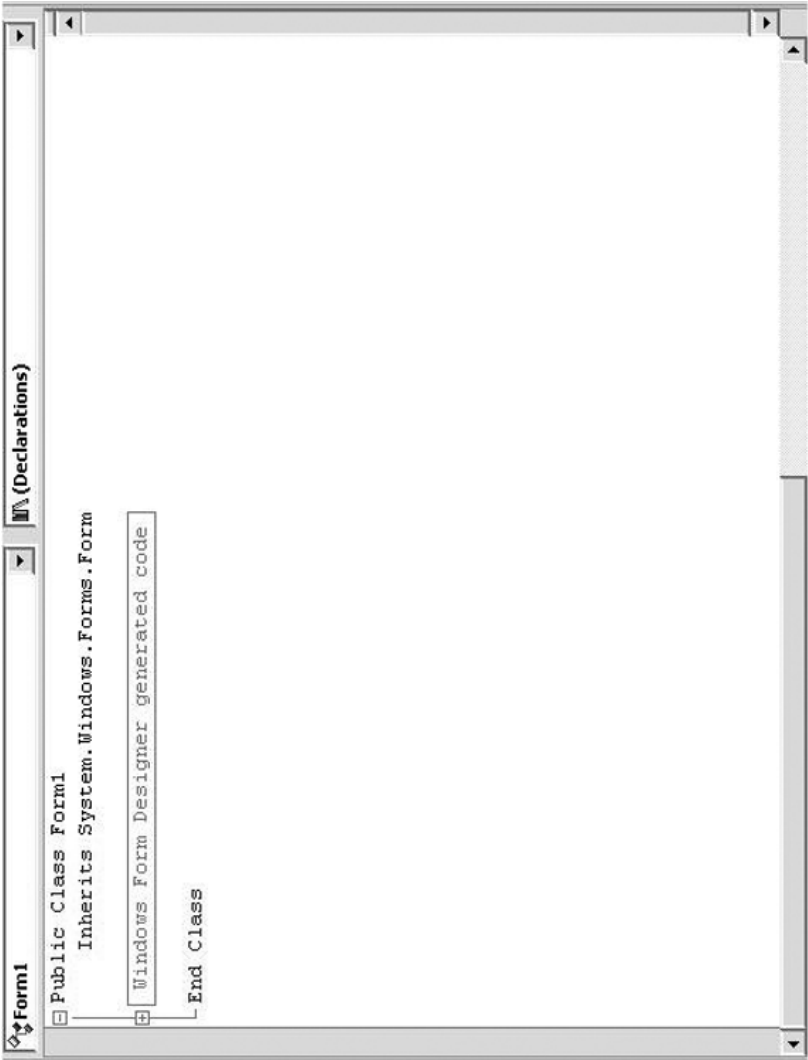 Form1
(Declarations)
Public Class Form1
Inherits System.Windows.Forms.Form
Windows Form Designer generated code
End Class